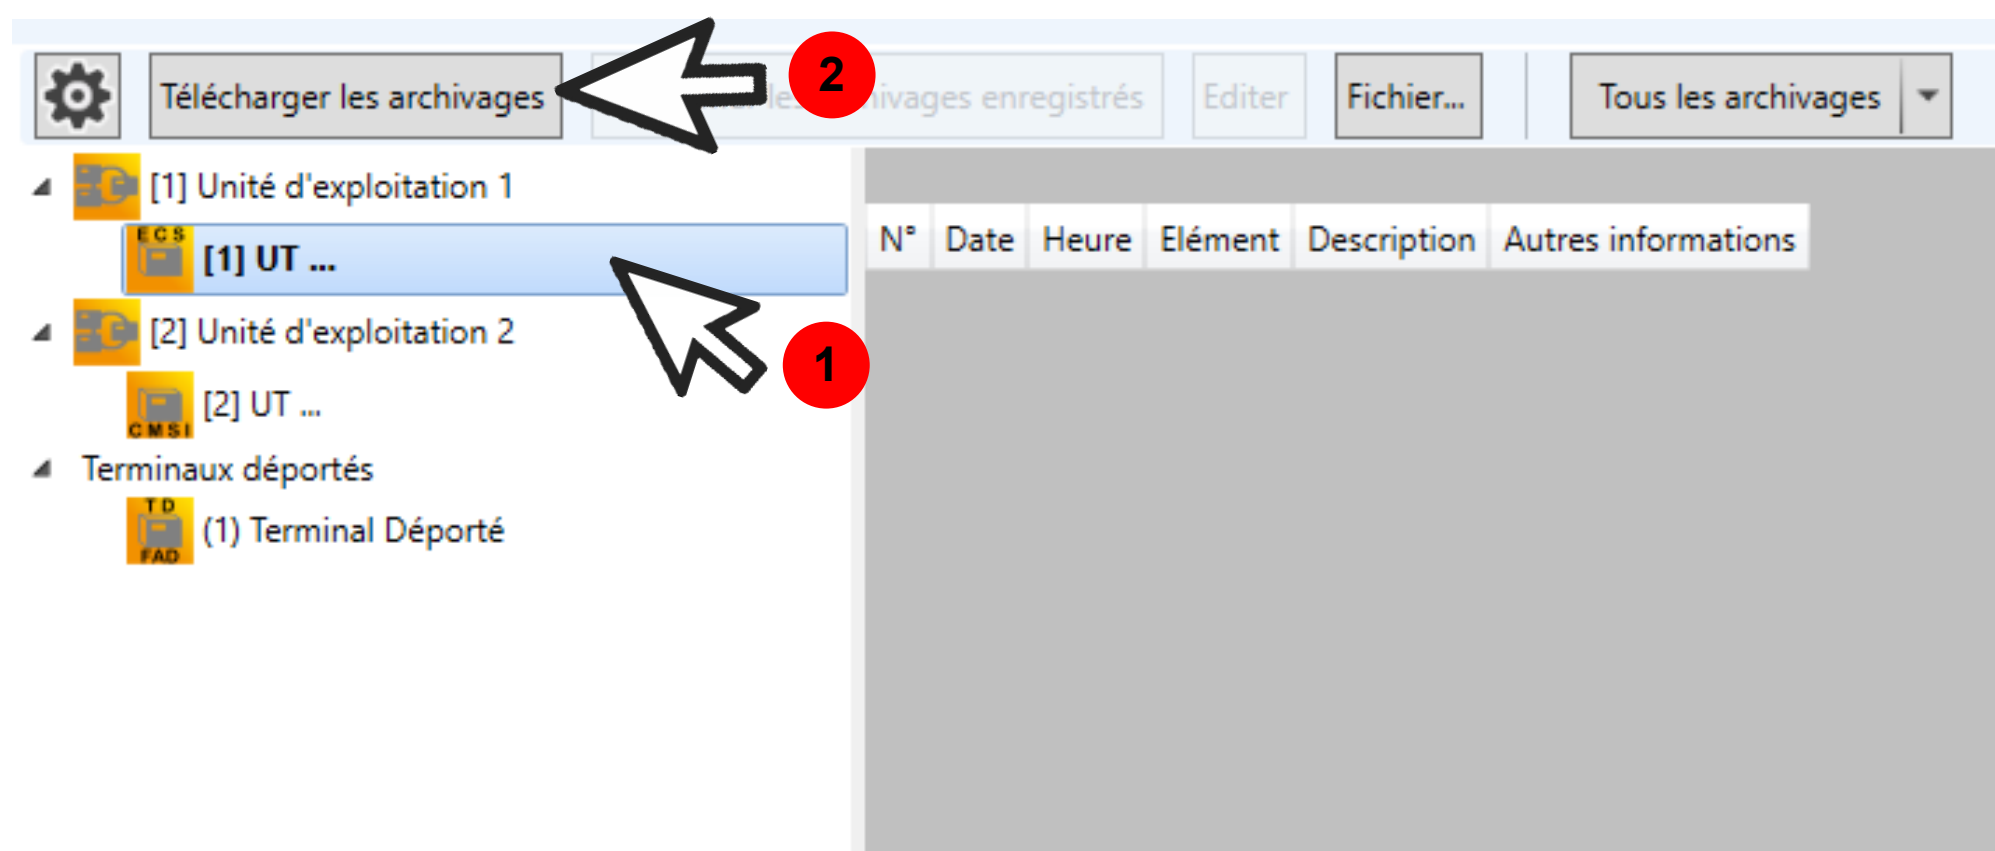 Télécharger les archivages
2
les archivages enregistrés
Editer
Fichier...
Tous les archivages
[1] Unité d'exploitation 1
ECS
[1] UT ...
[2] Unité d'exploitation 2
1
[2] UT ...
CMSI
Terminaux déportés
TD
FAD
(1) Terminal Déporté
N° Date Heure Elément Description Autres informations